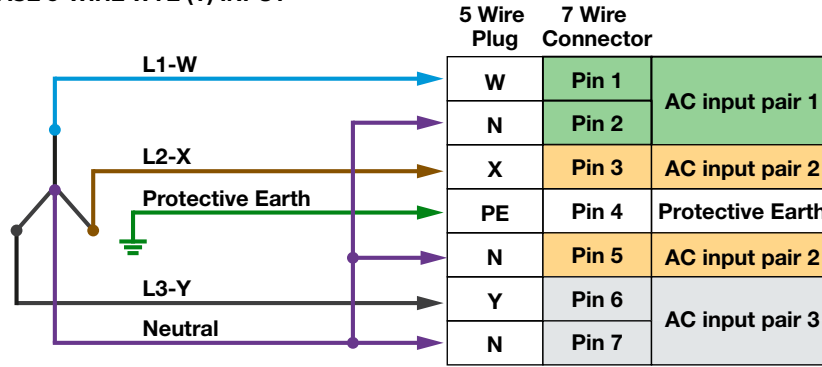 5 Wire Plug
7 Wire Connector
L1-W
W
Pin 1
AC input pair 1
N
Pin 2
L2-X
X
Pin 3
AC input pair 2
Protective Earth
PE
Pin 4
Protective Earth
N
Pin 5
AC input pair 2
L3-Y
Y
Pin 6
AC input pair 3
Neutral
N
Pin 7